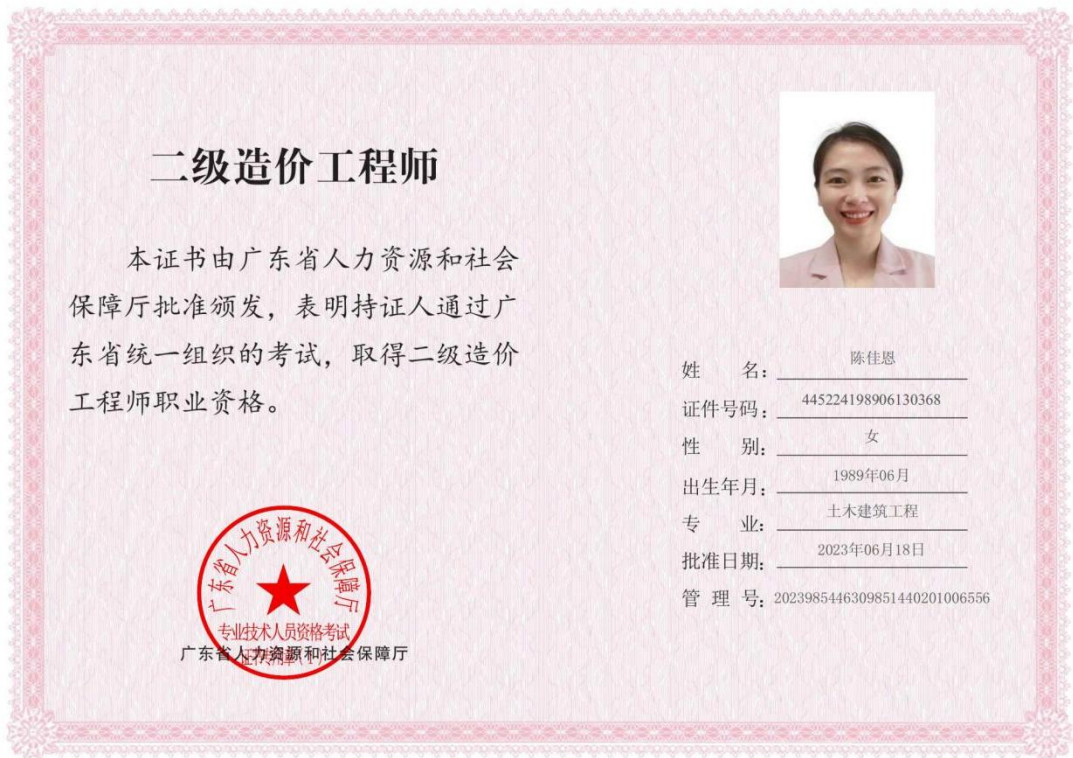 二级造价工程师
本证书由广东省人力资源和社会
保障厅批准颁发，表明持证人通过广
东省统一组织的考试，取得二级造价
工程师职业资格。
广东省人力资源和社会保障厅
专业技术人员资格考试
广东省人力资源和社会保障厅
姓 名：陈佳恩
证件号码：445224198906130368
性 别：女
出生年月：1989年06月
专 业：土木建筑工程
批准日期：2023年06月18日
管 理 号：20239854463098514402010​06556